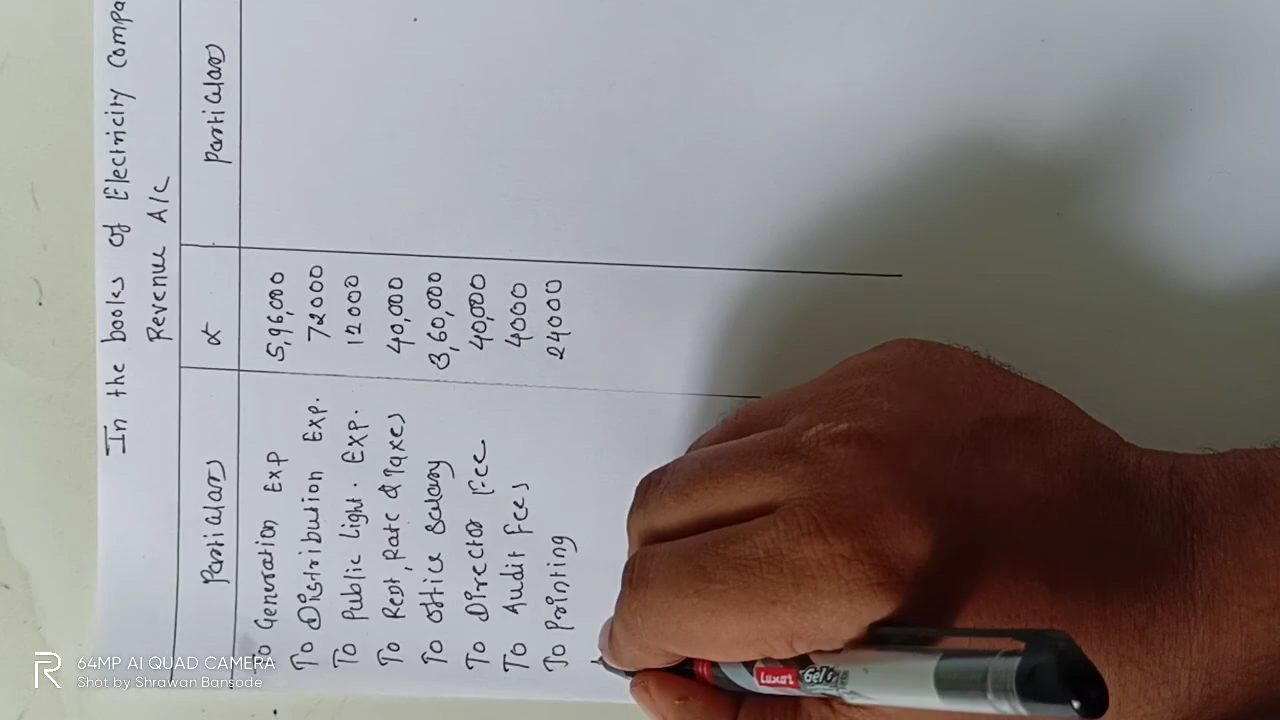 In the books of Electricity Compa
Revenue A/c
Particulars ₹ Particulars
To Generation Exp 5,96,000
To Distribution Exp. 72000
To Public Light. Exp. 12000
To Rent, Rate & Taxes 40,000
To Office Salary 3,60,000
To Director Fee 40,000
To Audit Fees 4000
To Printing 24000
Luxor Gel
64MP AI QUAD CAMERA
Shot by Shrawan Bansode